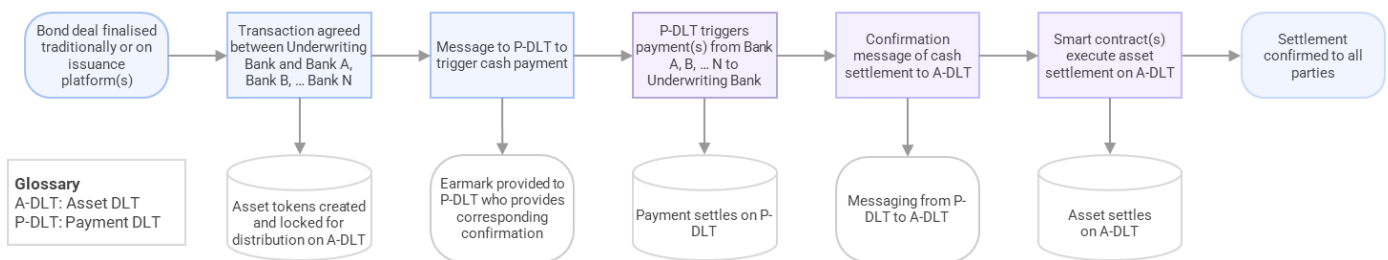 Bond deal finalised
traditionally or on
issuance
platform(s)
Transaction agreed
between Underwriting
Bank and Bank A,
Bank B, ... Bank N
Message to P-DLT to
trigger cash payment
P-DLT triggers
payment(s) from Bank
A, B, ... N to
Underwriting Bank
Confirmation
message of cash
settlement to A-DLT
Smart contract(s)
execute asset
settlement on A-DLT
Settlement
confirmed to all
parties
Glossary
A-DLT: Asset DLT
P-DLT: Payment DLT
Asset tokens created
and locked for
distribution on A-DLT
Earmark provided to
P-DLT who provides
corresponding
confirmation
Payment settles on P-
DLT
Messaging from P-
DLT to A-DLT
Asset settles
on A-DLT